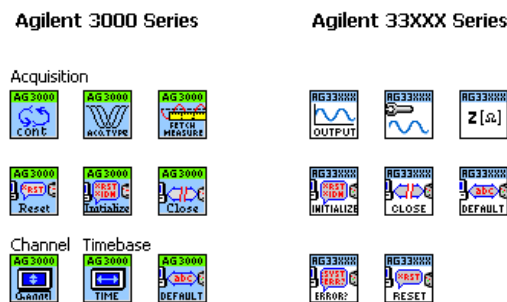 Agilent 3000 Series
Agilent 33XXX Series
Acquisition
AG3000 AG3000 AG3000
cont ACQ.TYPE FETCH MEASURE
AG33XXX AG33XXX AG33XXX
OUTPUT Z[Ω]
AG3000 AG3000 AG3000
*RST *RST *IDN
Reset Initialize Close
AG33XXX AG33XXX AG33XXX
*RST *IDN abc
INITIALIZE CLOSE DEFAULT
Channel Timebase
AG3000 AG3000 AG3000
abc
Channel TIME DEFAULT
AG33XXX AG33XXX
SYST ERR? *RST
ERROR? RESET